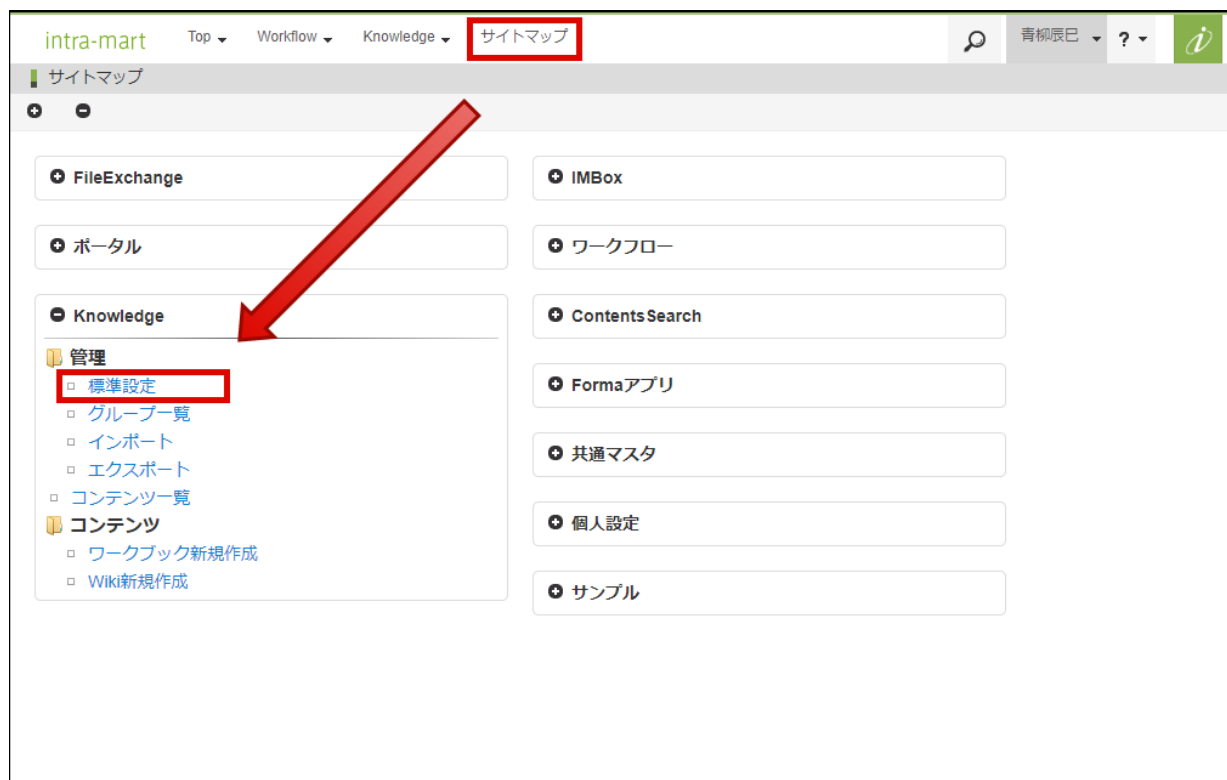 intra-mart Top Workflow Knowledge サイトマップ 青柳辰巳 ?
サイトマップ
FileExchange
ポータル
Knowledge
管理
標準設定
グループ一覧
インポート
エクスポート
コンテンツ一覧
コンテンツ
ワークブック新規作成
Wiki新規作成
IMBox
ワークフロー
ContentsSearch
Formaアプリ
共通マスタ
個人設定
サンプル